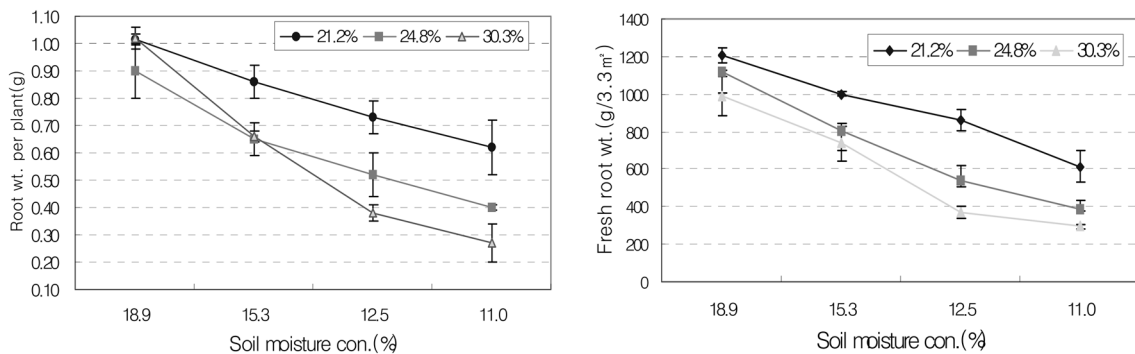 Root wt. per plant(g)
1.10
1.00
0.90
0.80
0.70
0.60
0.50
0.40
0.30
0.20
0.10
21.2% 24.8% 30.3%
18.9 15.3 12.5 11.0
Soil moisture con.(%)
Fresh root wt.(g/3.3㎡)
1400
1200
1000
800
600
400
200
0
21.2% 24.8% 30.3%
18.9 15.3 12.5 11.0
Soil moisture con.(%)